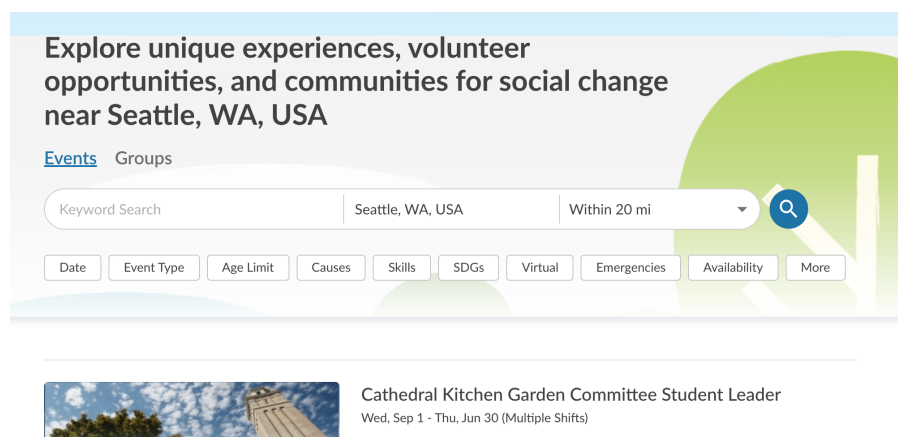 Explore unique experiences, volunteer
opportunities, and communities for social change
near Seattle, WA, USA
Events Groups
Keyword Search Seattle, WA, USA Within 20 mi
Date Event Type Age Limit Causes Skills SDGs Virtual Emergencies Availability More
Cathedral Kitchen Garden Committee Student Leader
Wed, Sep 1 - Thu, Jun 30 (Multiple Shifts)